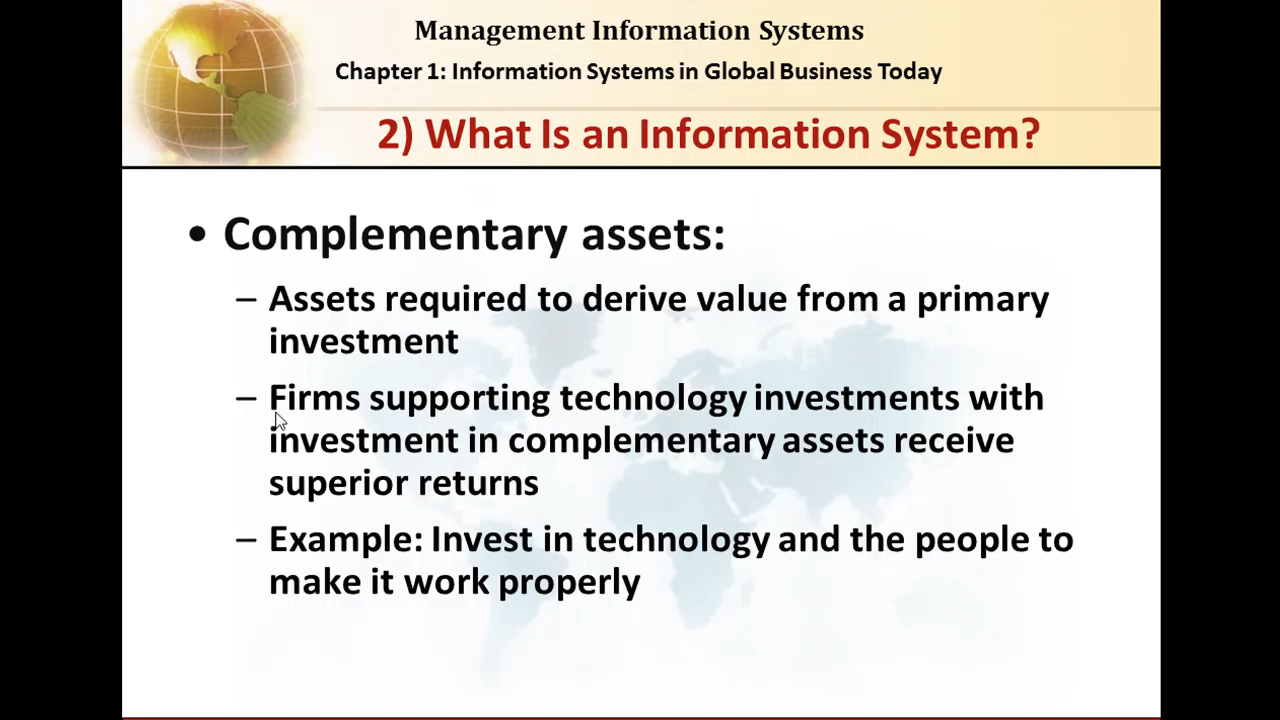 Management Information Systems
Chapter 1: Information Systems in Global Business Today
2) What Is an Information System?
• Complementary assets:
– Assets required to derive value from a primary
investment
– Firms supporting technology investments with
investment in complementary assets receive
superior returns
– Example: Invest in technology and the people to
make it work properly